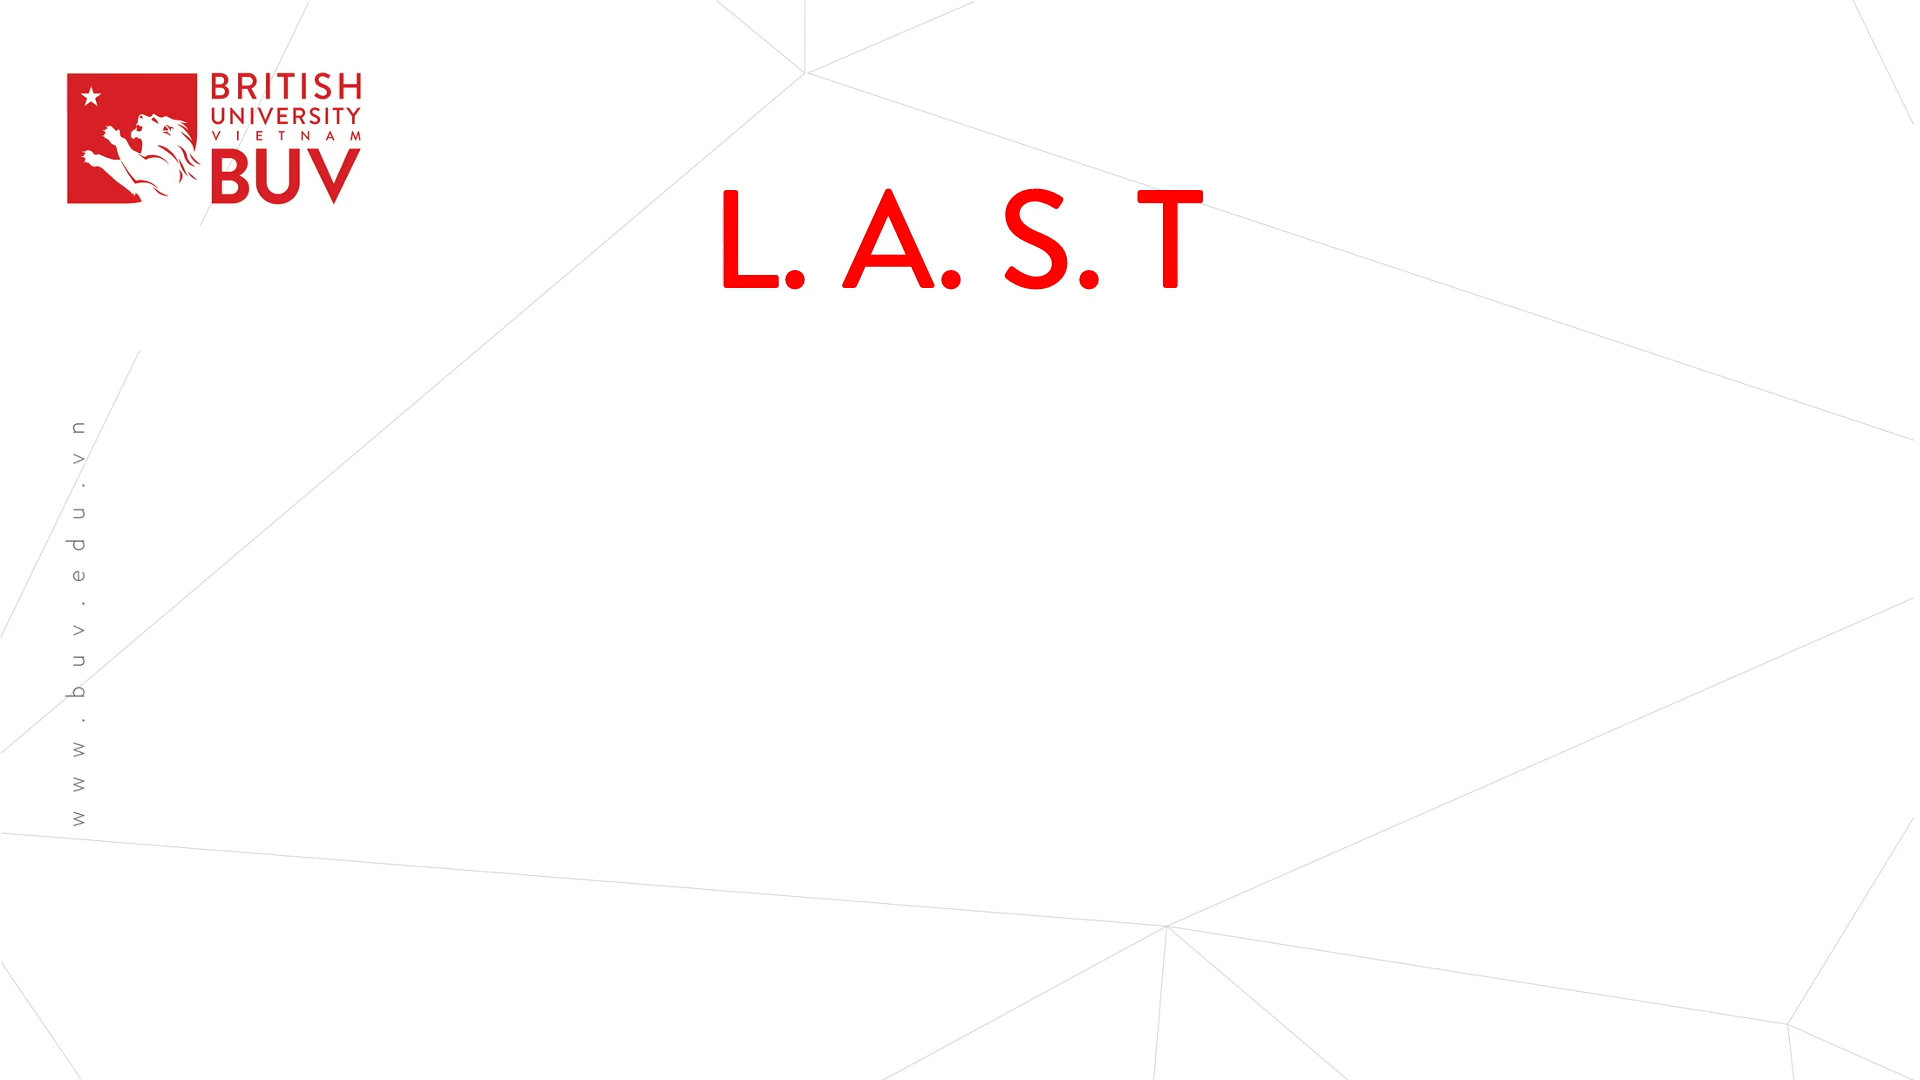 BRITISH
UNIVERSITY
VIETNAM
BUV
L. A. S. T
www.buv.edu.vn